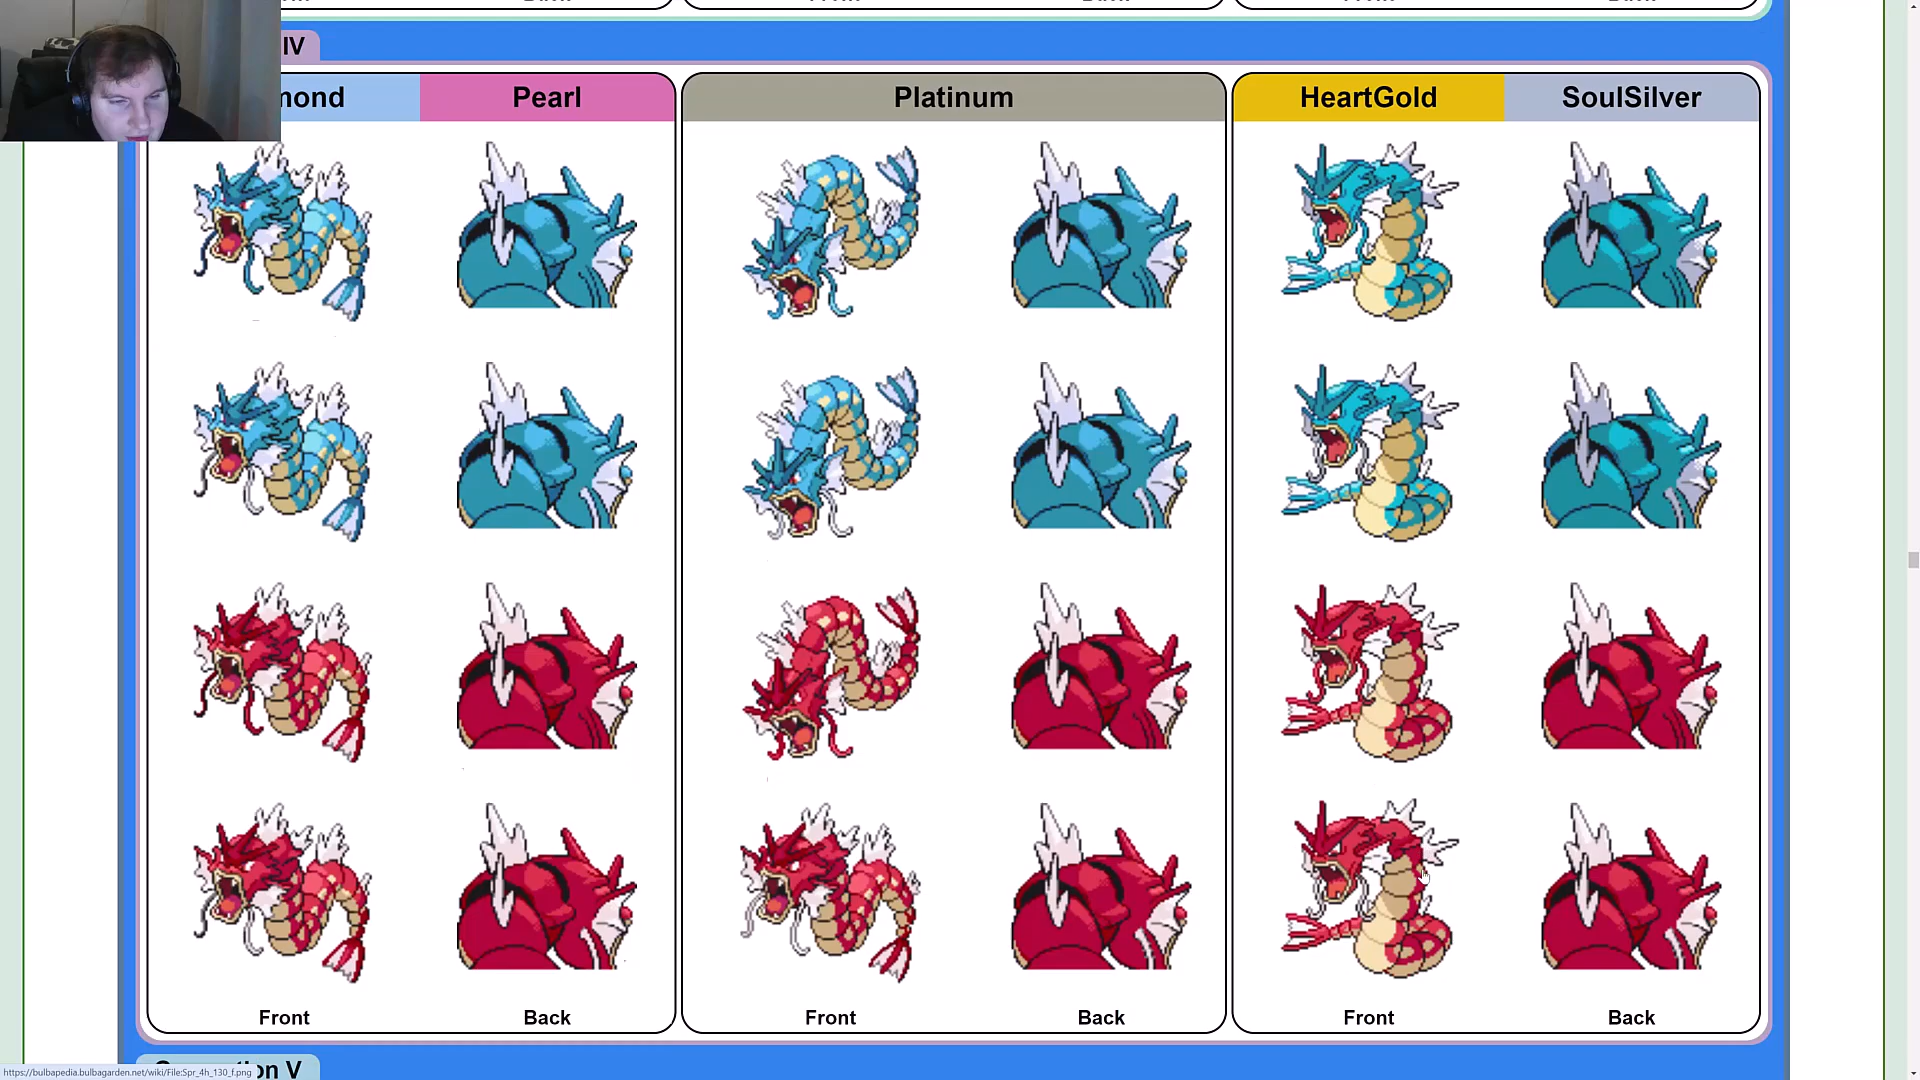 IV
mond Pearl Platinum HeartGold SoulSilver
Front Back Front Back Front Back
on V
https://bulbapedia.bulbagarden.net/wiki/File:Spr_4h_130_f.png